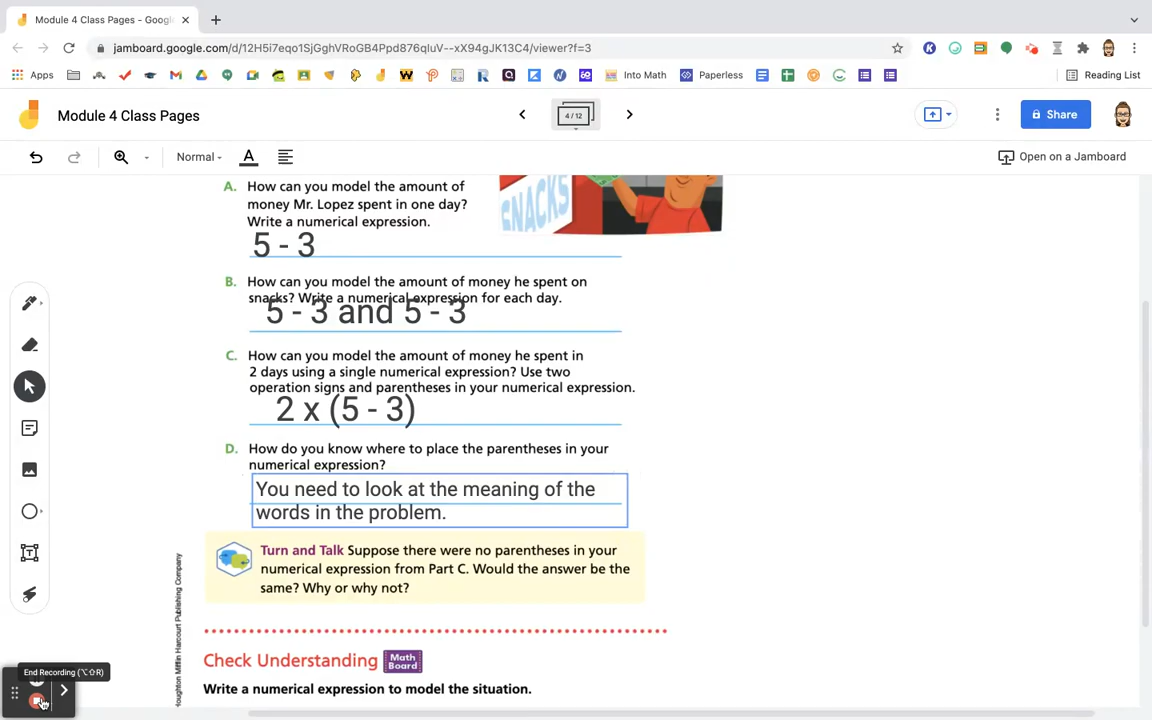 Module 4 Class Pages - Google
jamboard.google.com/d/12H5i7eqo1SjGghVRoGB4Ppd876qluV--xX94gJK13C4/viewer?f=3
Apps
Into Math
Paperless
Reading List
Module 4 Class Pages
4 / 12
Share
Normal
Open on a Jamboard
A. How can you model the amount of
money Mr. Lopez spent in one day?
Write a numerical expression.
SNACKS
5 - 3
B. How can you model the amount of money he spent on
snacks? Write a numerical expression for each day.
5 - 3 and 5 - 3
C. How can you model the amount of money he spent in
2 days using a single numerical expression? Use two
operation signs and parentheses in your numerical expression.
2 x (5 - 3)
D. How do you know where to place the parentheses in your
numerical expression?
You need to look at the meaning of the
words in the problem.
Turn and Talk Suppose there were no parentheses in your
numerical expression from Part C. Would the answer be the
same? Why or why not?
Houghton Mifflin Harcourt Publishing Company
Check Understanding
Math
Board
End Recording (⌥⇧R)
Write a numerical expression to model the situation.